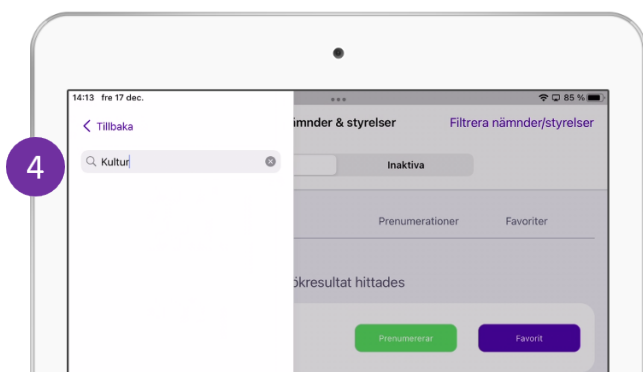 14:13 fre 17 dec.
85 %
Tillbaka
ämnder & styrelser
Filtrera nämnder/styrelser
4
Kultur
Inaktiva
Prenumerationer
Favoriter
ökresultat hittades
Prenumererar
Favorit